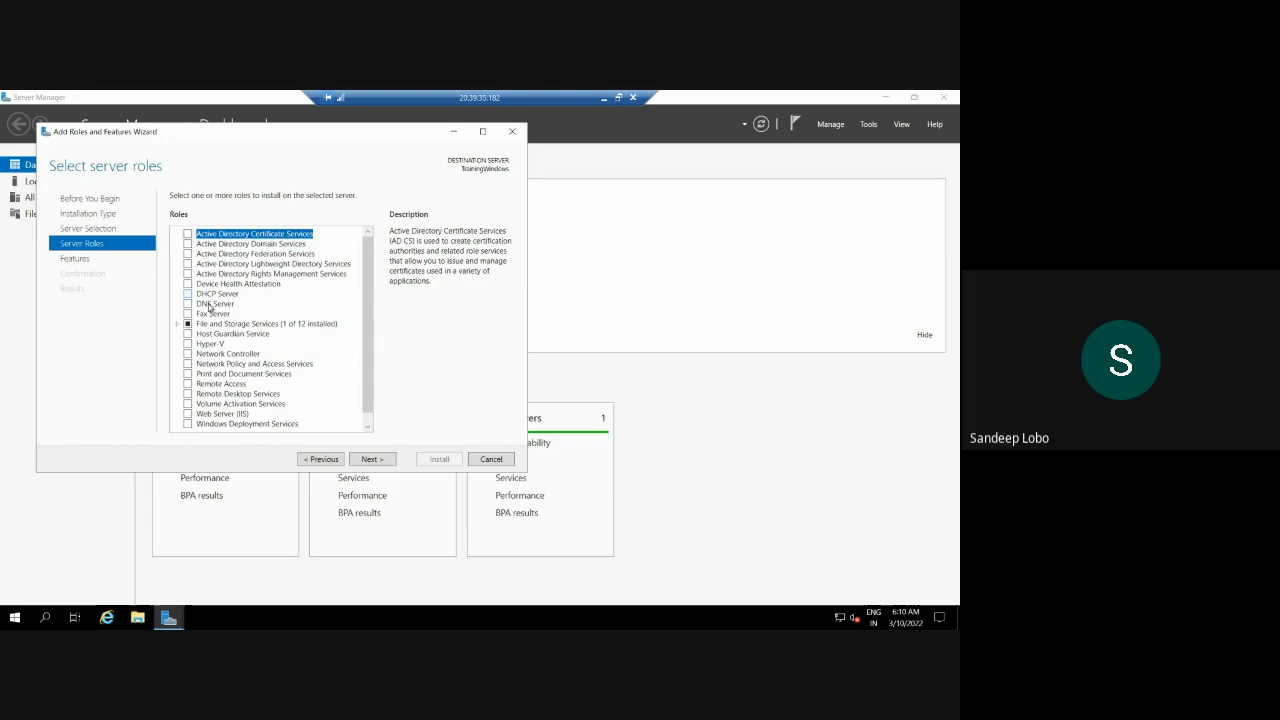 Server Manager
20.39.35.182
Manage
Tools
View
Help
Add Roles and Features Wizard
Select server roles
DESTINATION SERVER
TrainingWindows
Before You Begin
Installation Type
Server Selection
Server Roles
Features
Confirmation
Results
Select one or more roles to install on the selected server.
Roles
Active Directory Certificate Services
Active Directory Domain Services
Active Directory Federation Services
Active Directory Lightweight Directory Services
Active Directory Rights Management Services
Device Health Attestation
DHCP Server
DNS Server
Fax Server
File and Storage Services (1 of 12 installed)
Host Guardian Service
Hyper-V
Network Controller
Network Policy and Access Services
Print and Document Services
Remote Access
Remote Desktop Services
Volume Activation Services
Web Server (IIS)
Windows Deployment Services
Description
Active Directory Certificate Services
(AD CS) is used to create certification
authorities and related role services
that allow you to issue and manage
certificates used in a variety of
applications.
< Previous
Next >
Install
Cancel
Hide
1
Performance
BPA results
Services
Performance
BPA results
Services
Performance
BPA results
ENG
IN
6:10 AM
3/10/2022
S
Sandeep Lobo